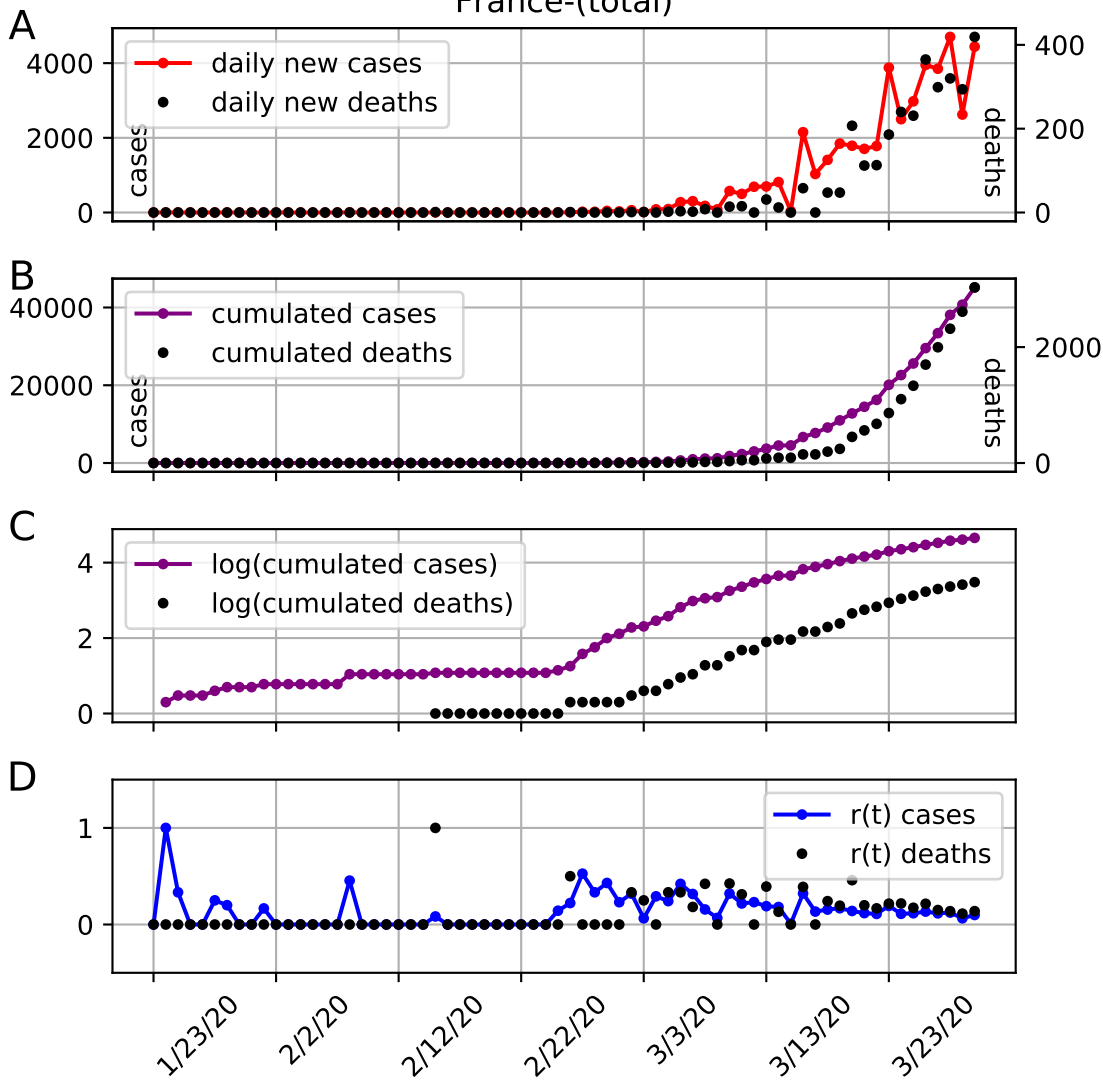 France-(total)
A
daily new cases
daily new deaths
4000
2000
0
cases
400
200
0
deaths
B
cumulated cases
cumulated deaths
40000
20000
0
cases
2000
0
deaths
C
log(cumulated cases)
log(cumulated deaths)
4
2
0
D
r(t) cases
r(t) deaths
1
0
1/23/20
2/2/20
2/12/20
2/22/20
3/3/20
3/13/20
3/23/20